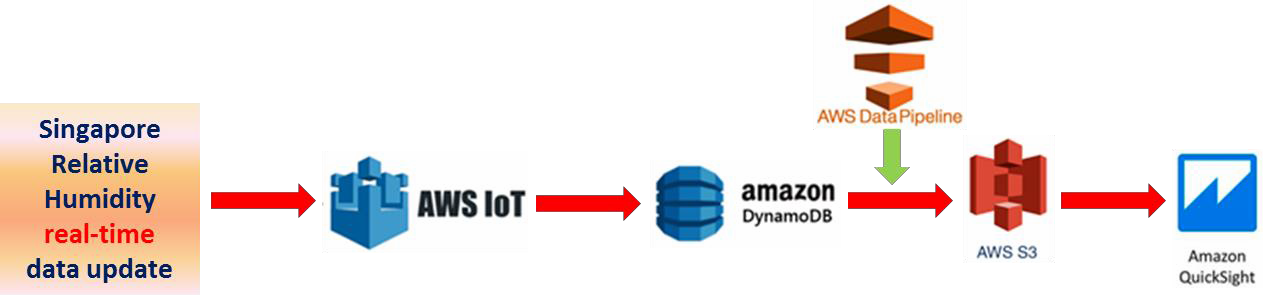 Singapore
Relative
Humidity
real-time
data update
AWS IoT
amazon
DynamoDB
AWS Data Pipeline
AWS S3
Amazon
QuickSight